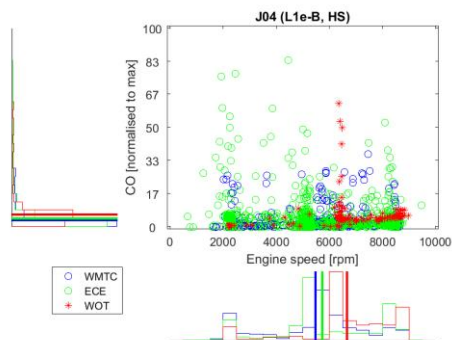 J04 (L1e-B, HS)
100
83
67
50
33
17
0
CO [normalised to max]
0 2000 4000 6000 8000 10000
Engine speed [rpm]
WMTC
ECE
WOT